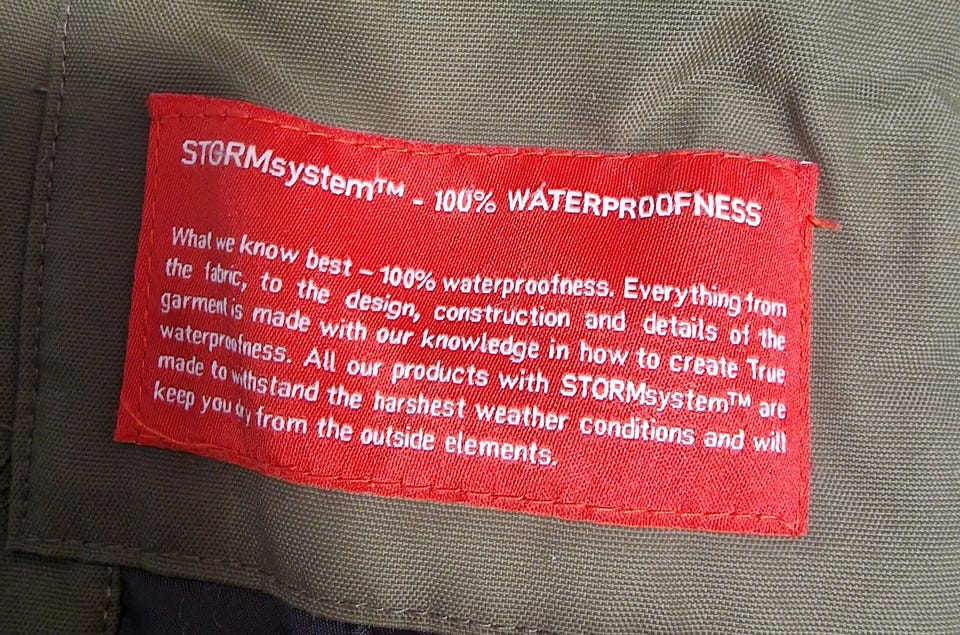 STORMsystem™ - 100% WATERPROOFNESS
What we know best – 100% waterproofness. Everything from
the fabric, to the design, construction and details of the
garment is made with our knowledge in how to create True
waterproofness. All our products with STORMsystem™ are
made to withstand the harshest weather conditions and will
keep you dry from the outside elements.